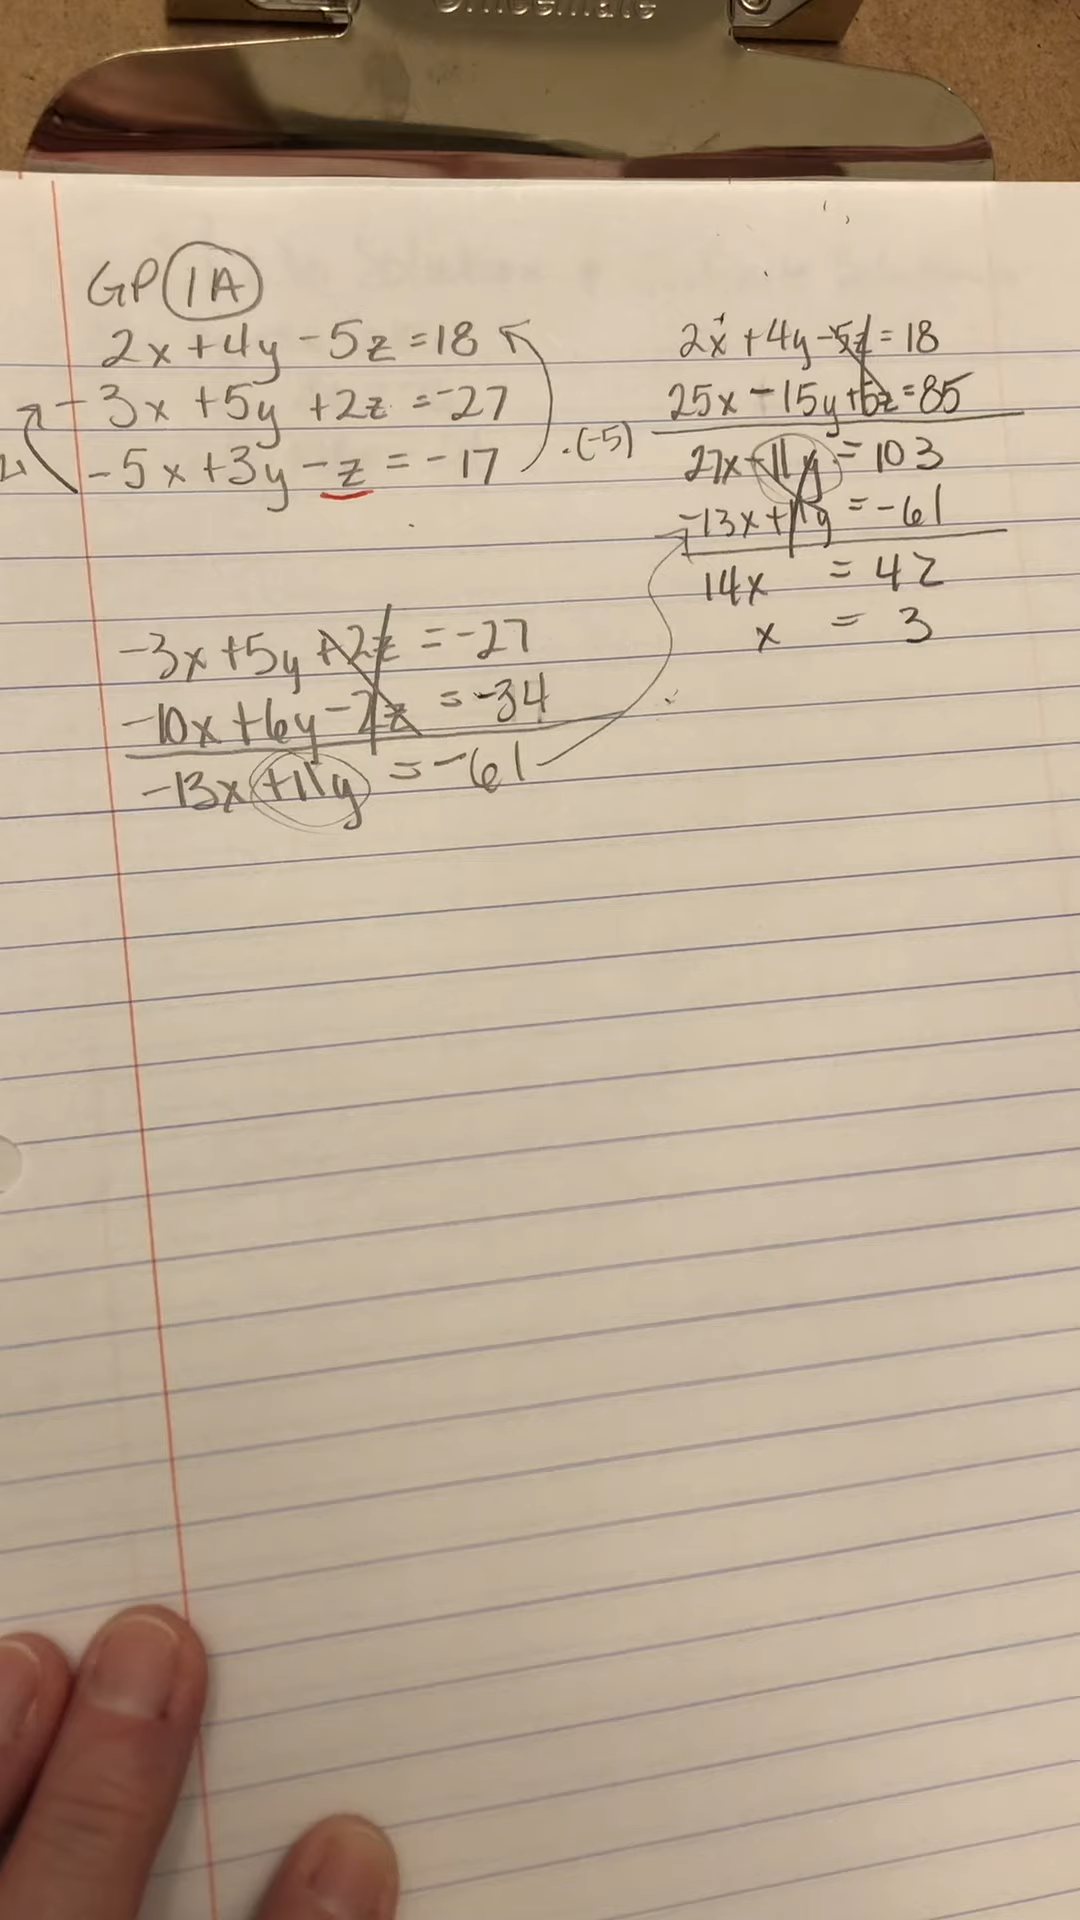 GP 1A
2x + 4y - 5z = 18
-3x + 5y + 2z = -27
-5x + 3y - z = -17
·(-5)
2x + 4y - 5z = 18
25x - 15y + 5z = 85
27x - 11y = 103
-13x + 11y = -61
14x = 42
x = 3
-3x + 5y + 2z = -27
-10x + 6y - 2z = -34
-13x + 11y = -61